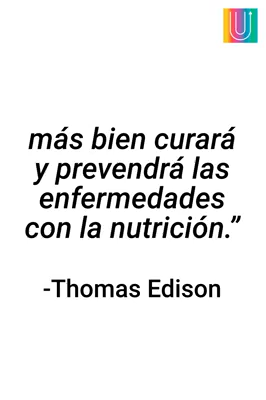 más bien curará
y prevendrá las
enfermedades
con la nutrición.”
-Thomas Edison